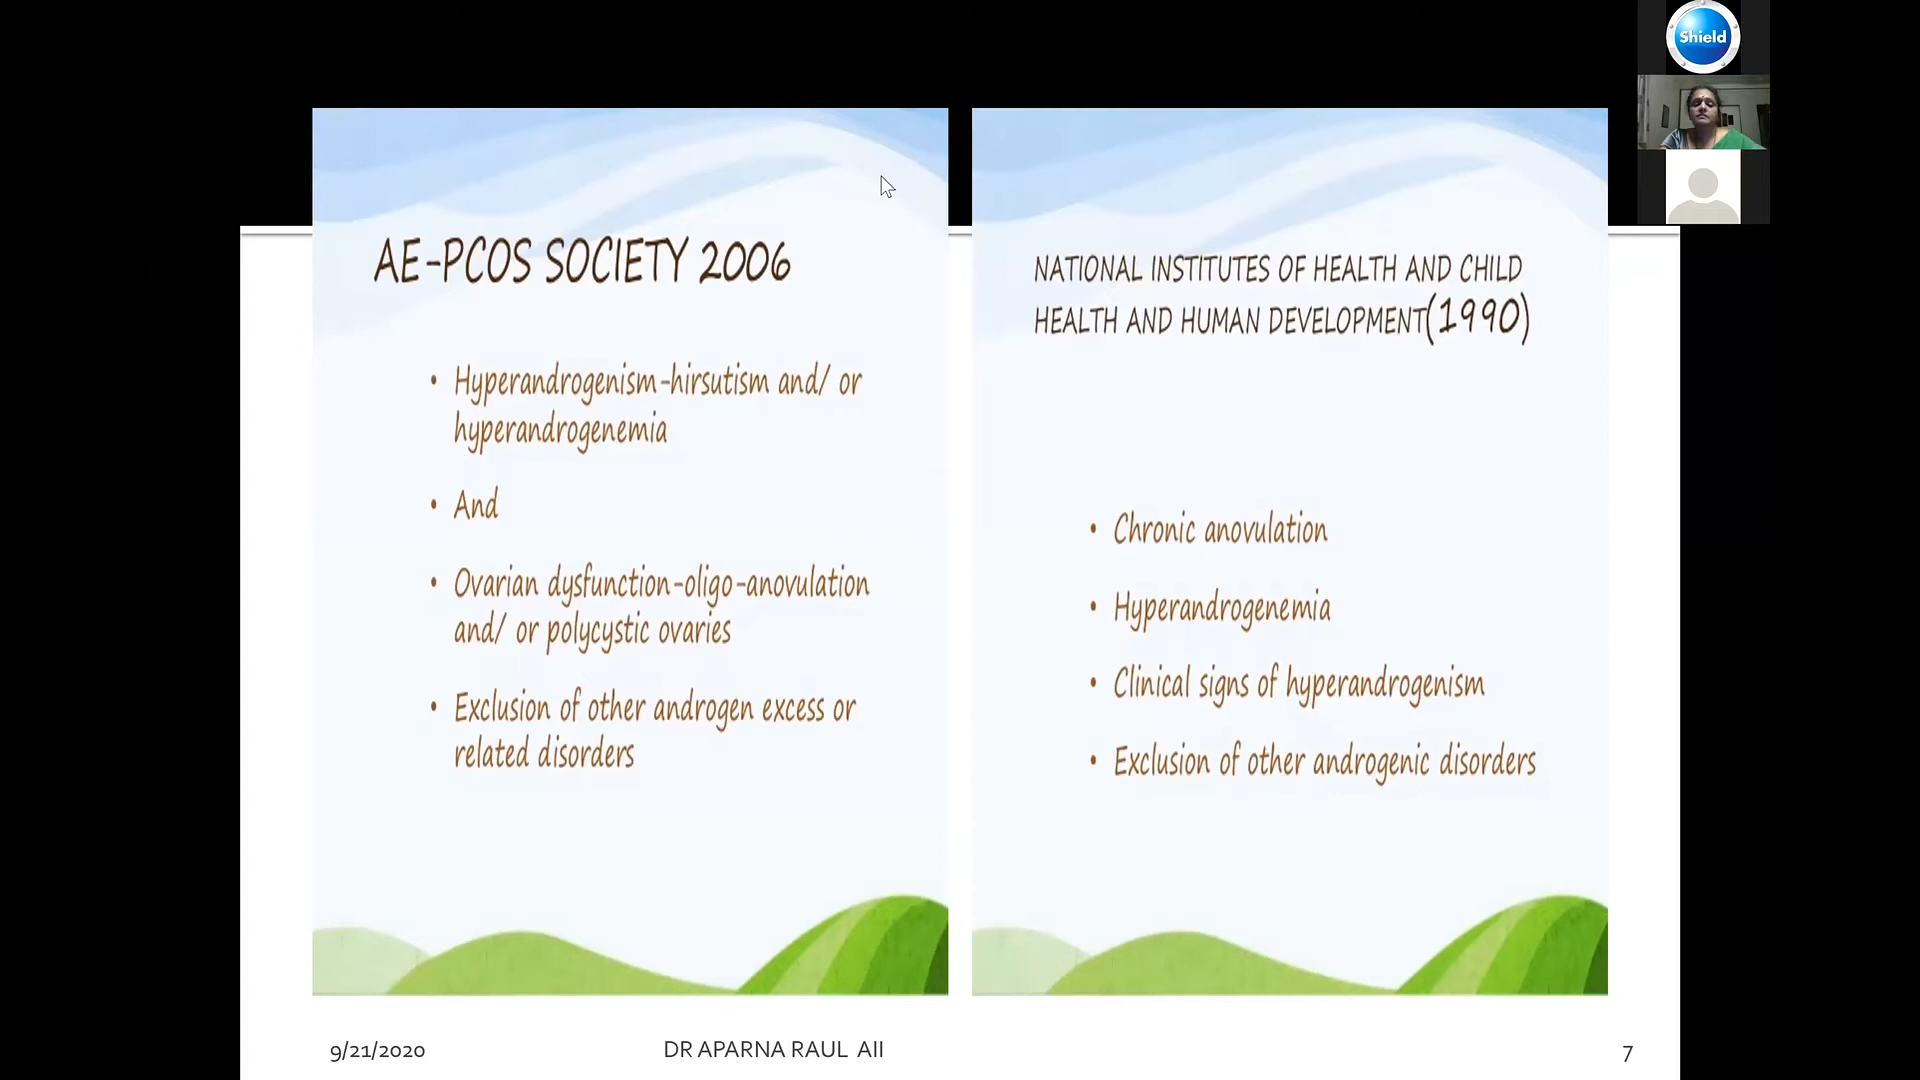 Shield
AE-PCOS SOCIETY 2006
• Hyperandrogenism-hirsutism and/ or
hyperandrogenemia
• And
• Ovarian dysfunction-oligo-anovulation
and/ or polycystic ovaries
• Exclusion of other androgen excess or
related disorders
NATIONAL INSTITUTES OF HEALTH AND CHILD
HEALTH AND HUMAN DEVELOPMENT(1990)
• Chronic anovulation
• Hyperandrogenemia
• Clinical signs of hyperandrogenism
• Exclusion of other androgenic disorders
9/21/2020
DR APARNA RAUL AII
7